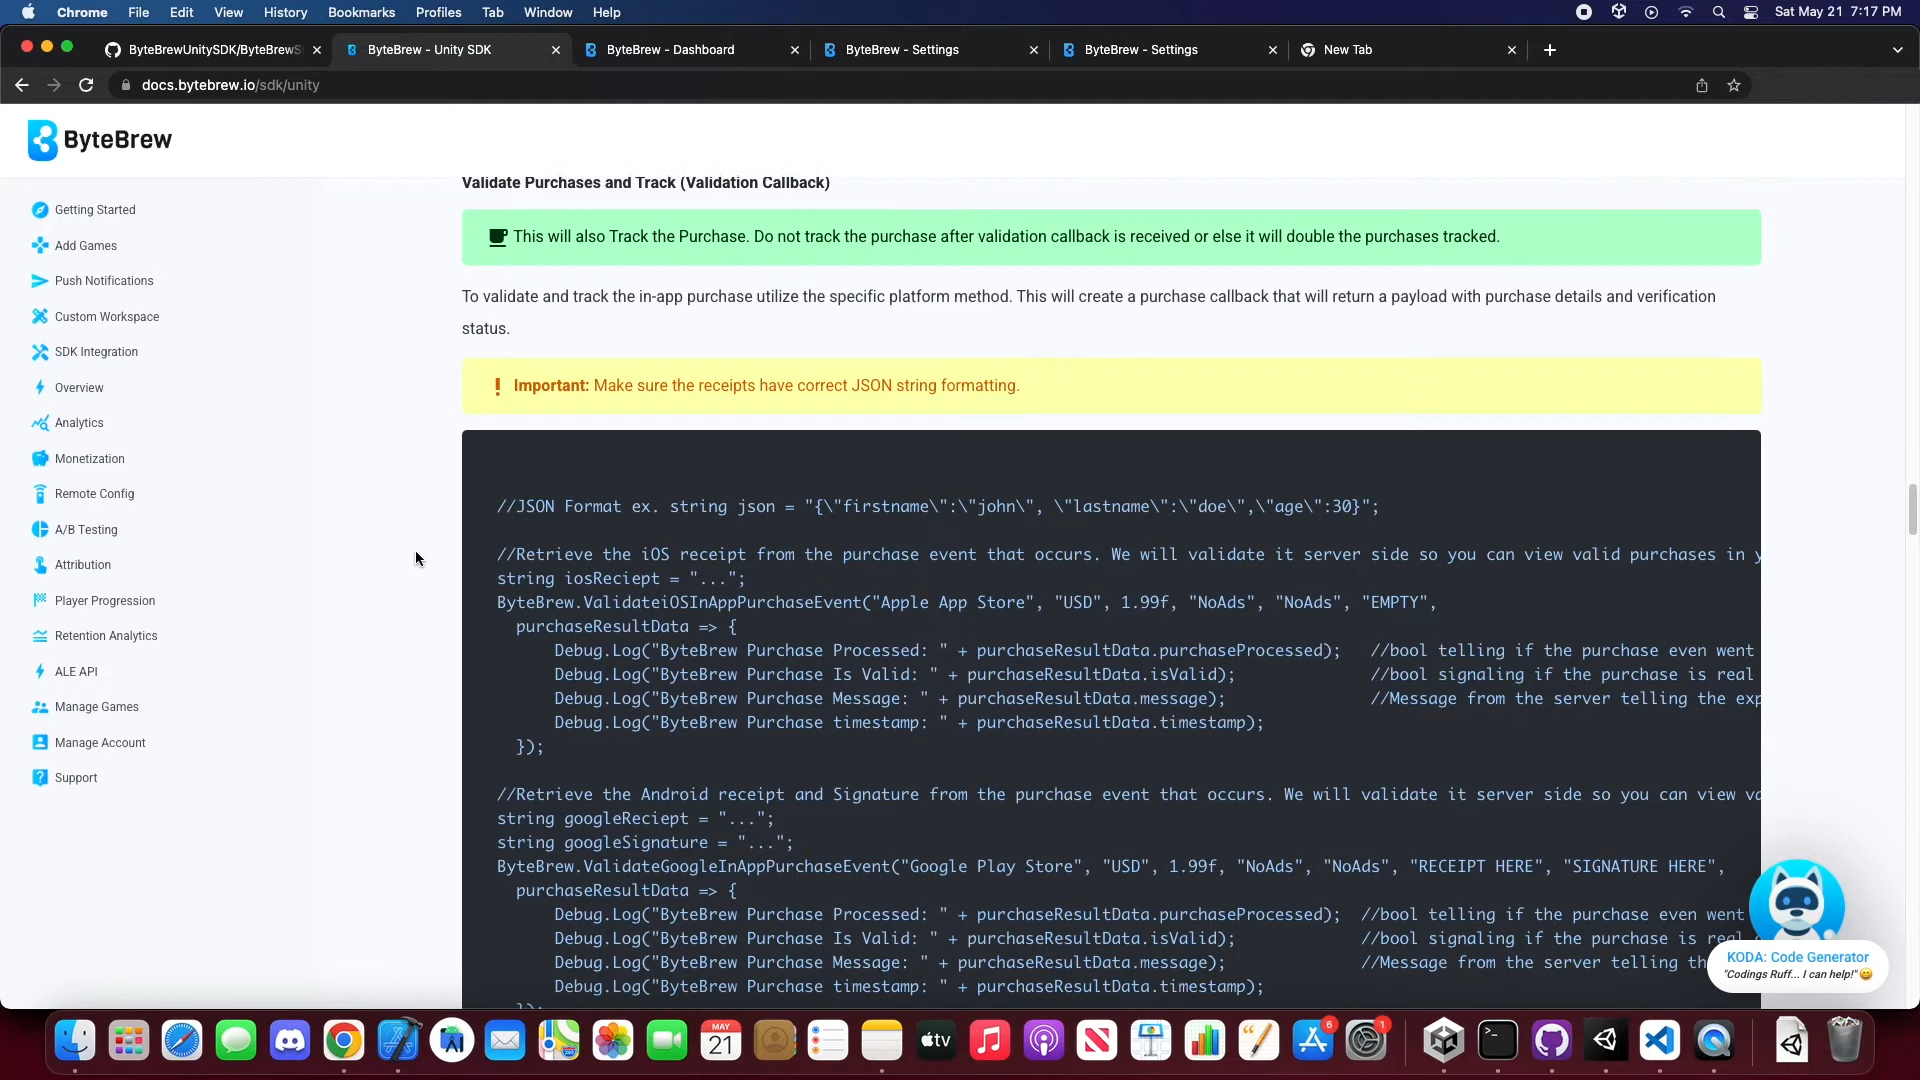 Chrome File Edit View History Bookmarks Profiles Tab Window Help
Sat May 21 7:17 PM
ByteBrewUnitySDK/ByteBrewS
ByteBrew - Unity SDK
ByteBrew - Dashboard
ByteBrew - Settings
ByteBrew - Settings
New Tab
docs.bytebrew.io/sdk/unity
ByteBrew
Getting Started
Add Games
Push Notifications
Custom Workspace
SDK Integration
Overview
Analytics
Monetization
Remote Config
A/B Testing
Attribution
Player Progression
Retention Analytics
ALE API
Manage Games
Manage Account
Support
Validate Purchases and Track (Validation Callback)
This will also Track the Purchase. Do not track the purchase after validation callback is received or else it will double the purchases tracked.
To validate and track the in-app purchase utilize the specific platform method. This will create a purchase callback that will return a payload with purchase details and verification
status.
Important: Make sure the receipts have correct JSON string formatting.
//JSON Format ex. string json = "{\"firstname\":\"john\", \"lastname\":\"doe\",\"age\":30}";
//Retrieve the iOS receipt from the purchase event that occurs. We will validate it server side so you can view valid purchases in y
string iosReciept = "...";
ByteBrew.ValidateiOSInAppPurchaseEvent("Apple App Store", "USD", 1.99f, "NoAds", "NoAds", "EMPTY",
purchaseResultData => {
Debug.Log("ByteBrew Purchase Processed: " + purchaseResultData.purchaseProcessed); //bool telling if the purchase even went
Debug.Log("ByteBrew Purchase Is Valid: " + purchaseResultData.isValid); //bool signaling if the purchase is real
Debug.Log("ByteBrew Purchase Message: " + purchaseResultData.message); //Message from the server telling the exp
Debug.Log("ByteBrew Purchase timestamp: " + purchaseResultData.timestamp);
});
//Retrieve the Android receipt and Signature from the purchase event that occurs. We will validate it server side so you can view va
string googleReciept = "...";
string googleSignature = "...";
ByteBrew.ValidateGoogleInAppPurchaseEvent("Google Play Store", "USD", 1.99f, "NoAds", "NoAds", "RECEIPT HERE", "SIGNATURE HERE",
purchaseResultData => {
Debug.Log("ByteBrew Purchase Processed: " + purchaseResultData.purchaseProcessed); //bool telling if the purchase even went
Debug.Log("ByteBrew Purchase Is Valid: " + purchaseResultData.isValid); //bool signaling if the purchase is real
Debug.Log("ByteBrew Purchase Message: " + purchaseResultData.message); //Message from the server telling th
Debug.Log("ByteBrew Purchase timestamp: " + purchaseResultData.timestamp);
KODA: Code Generator
"Codings Ruff... I can help!"
MAY
21
tv
6
1